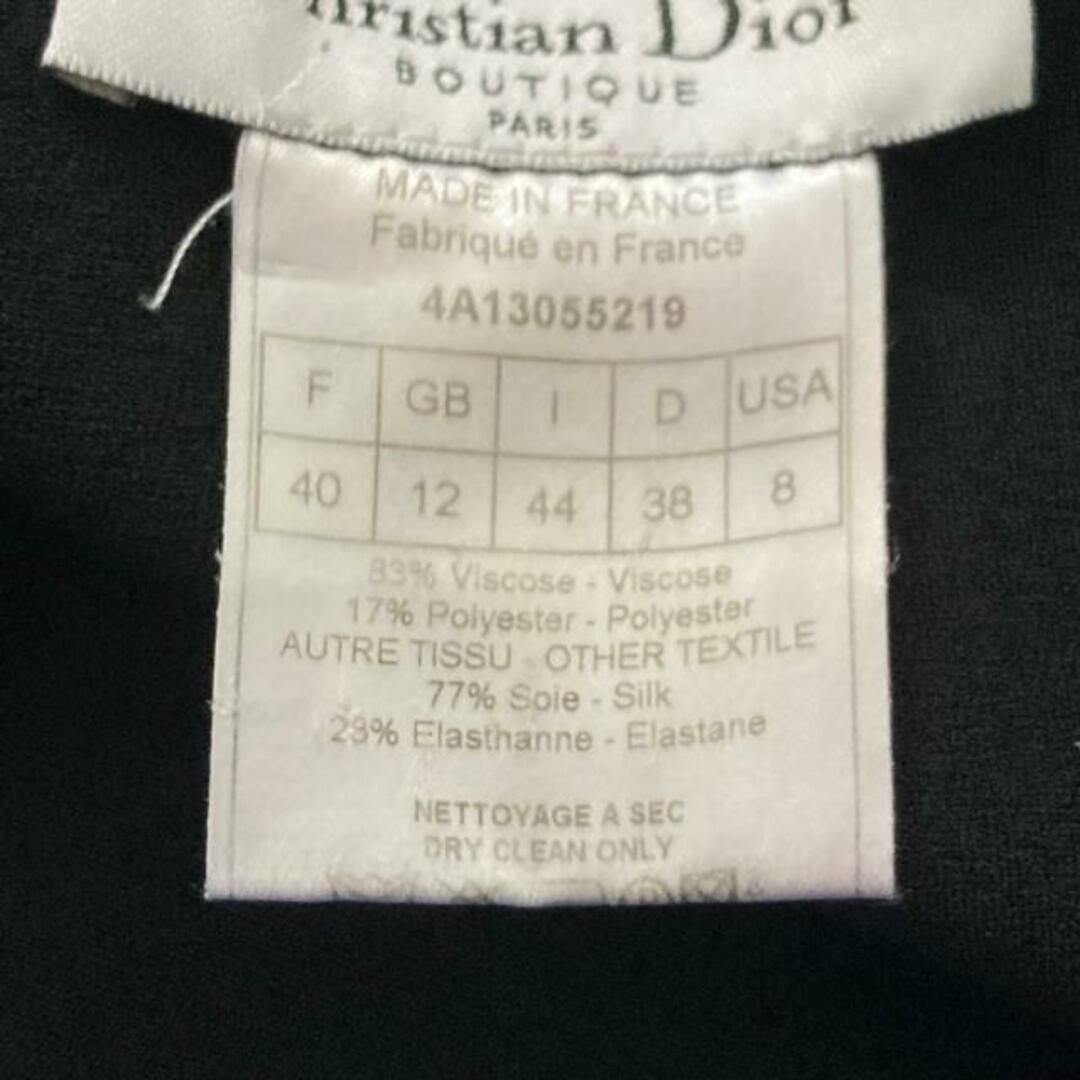 Christian Dior
BOUTIQUE
PARIS
MADE IN FRANCE
Fabriqué en France
4A13055219
F GB I D USA
40 12 44 38 8
83% Viscose - Viscose
17% Polyester - Polyester
AUTRE TISSU - OTHER TEXTILE
77% Soie - Silk
23% Elasthanne - Elastane
NETTOYAGE A SEC
DRY CLEAN ONLY